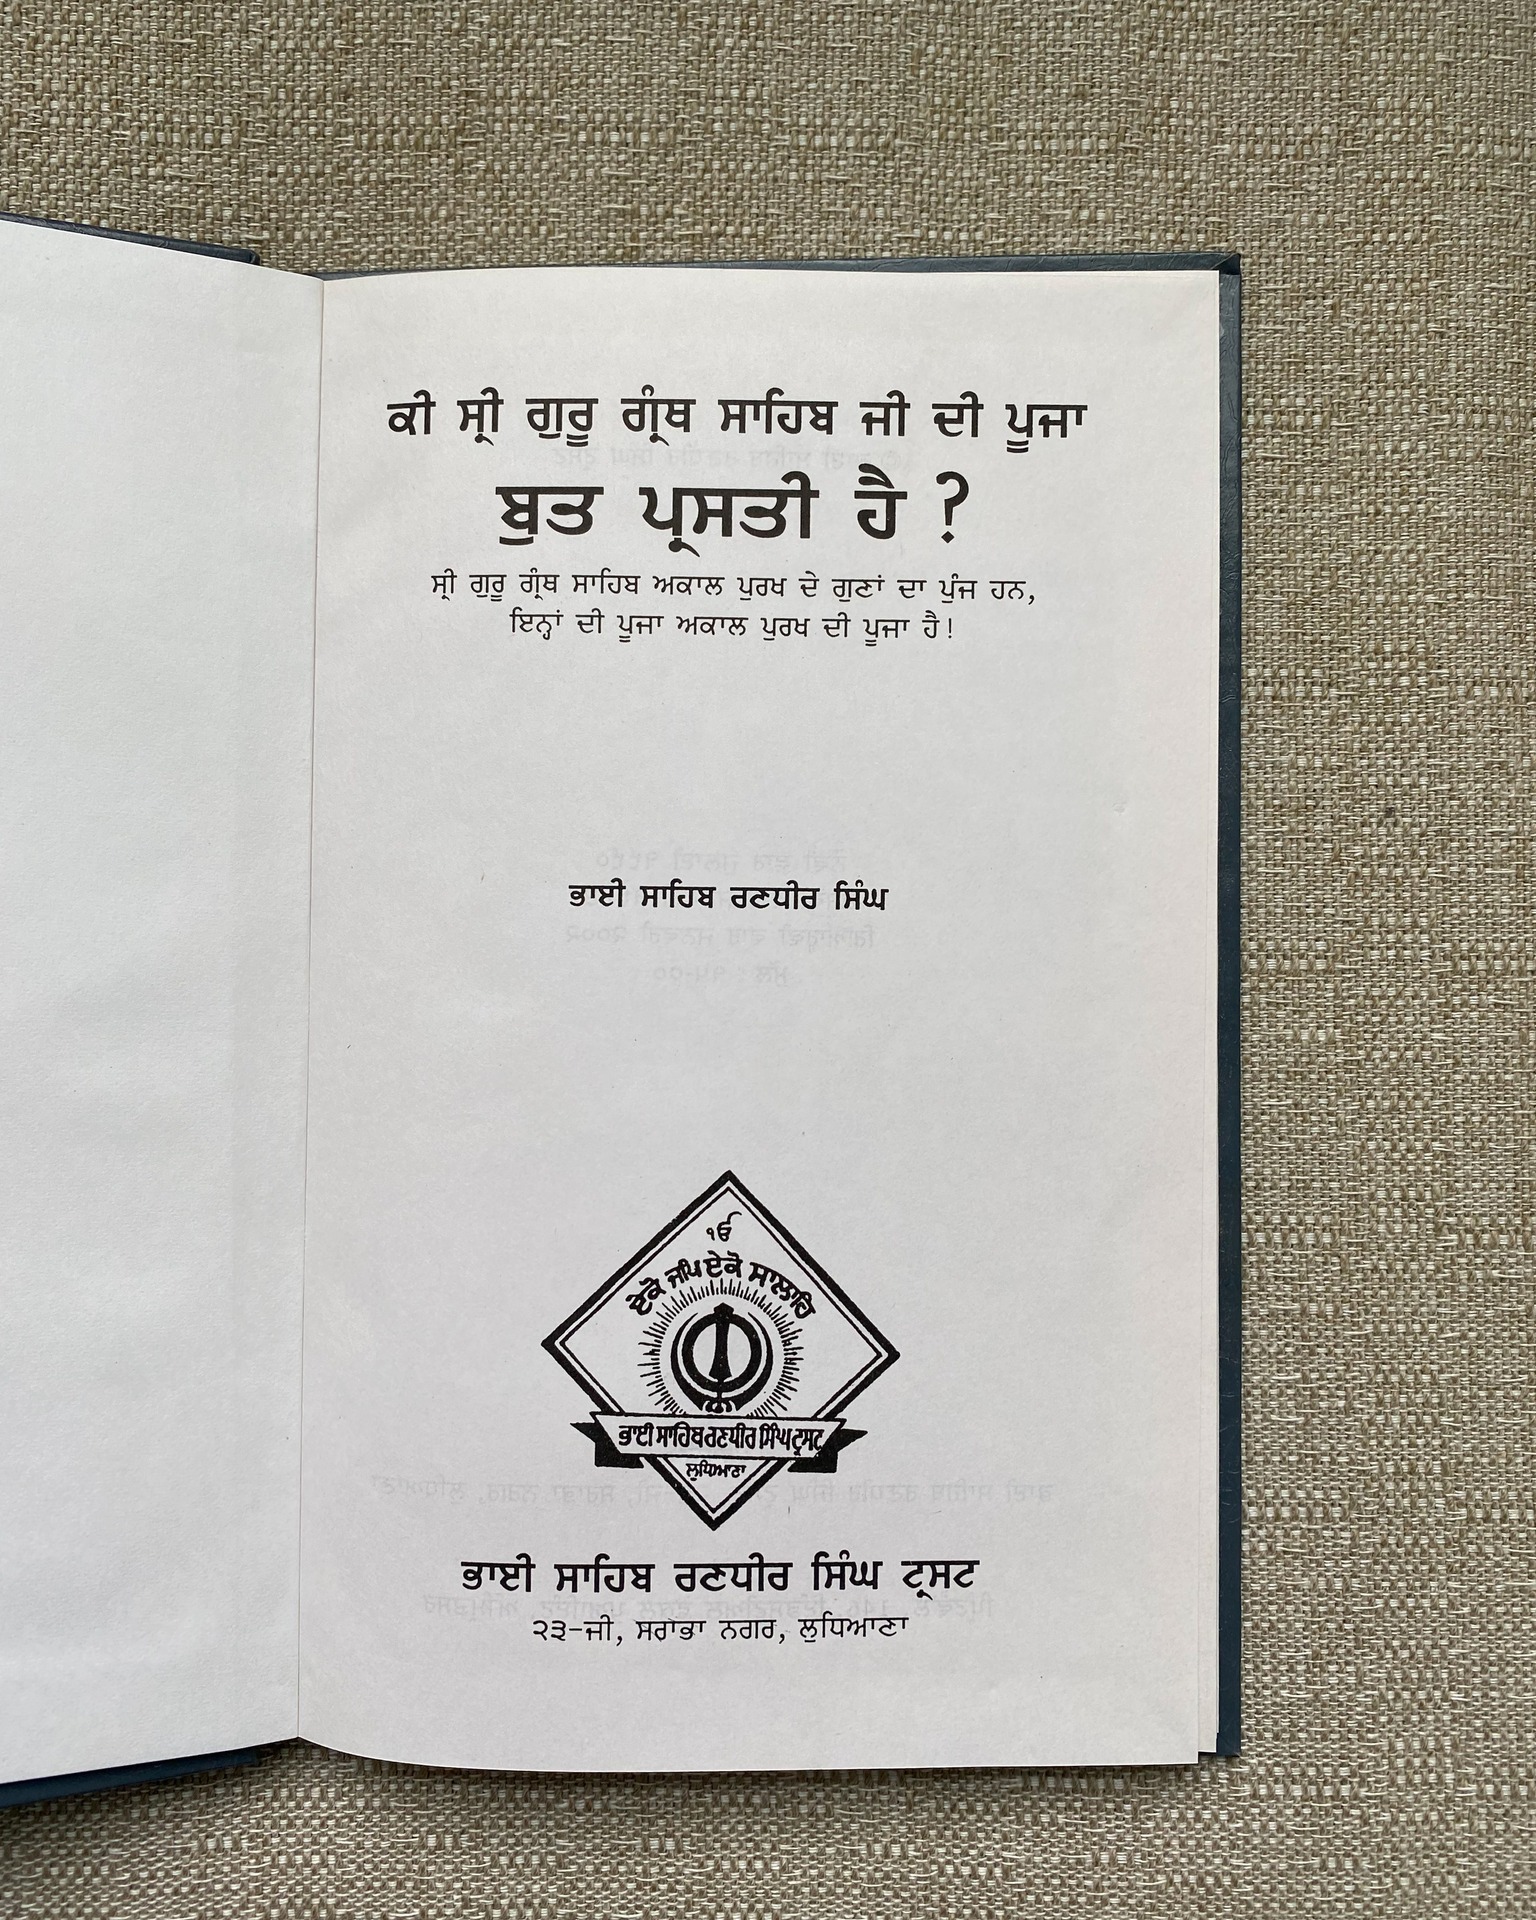 ਕੀ ਸ੍ਰੀ ਗੁਰੂ ਗ੍ਰੰਥ ਸਾਹਿਬ ਜੀ ਦੀ ਪੂਜਾ
ਬੁਤ ਪ੍ਰਸਤੀ ਹੈ ?
ਸ੍ਰੀ ਗੁਰੂ ਗ੍ਰੰਥ ਸਾਹਿਬ ਅਕਾਲ ਪੁਰਖ ਦੇ ਗੁਣਾਂ ਦਾ ਪੁੰਜ ਹਨ,
ਇਨ੍ਹਾਂ ਦੀ ਪੂਜਾ ਅਕਾਲ ਪੁਰਖ ਦੀ ਪੂਜਾ ਹੈ!
ਭਾਈ ਸਾਹਿਬ ਰਣਧੀਰ ਸਿੰਘ
ੴ
ਏਕੋ ਜਪਿ ਏਕੋ ਸਾਲਾਹਿ
ਭਾਈ ਸਾਹਿਬ ਰਣਧੀਰ ਸਿੰਘ ਟ੍ਰਸਟ
ਲੁਧਿਆਣਾ
ਭਾਈ ਸਾਹਿਬ ਰਣਧੀਰ ਸਿੰਘ ਟ੍ਰਸਟ
੨੩-ਜੀ, ਸਰਾਭਾ ਨਗਰ, ਲੁਧਿਆਣਾ